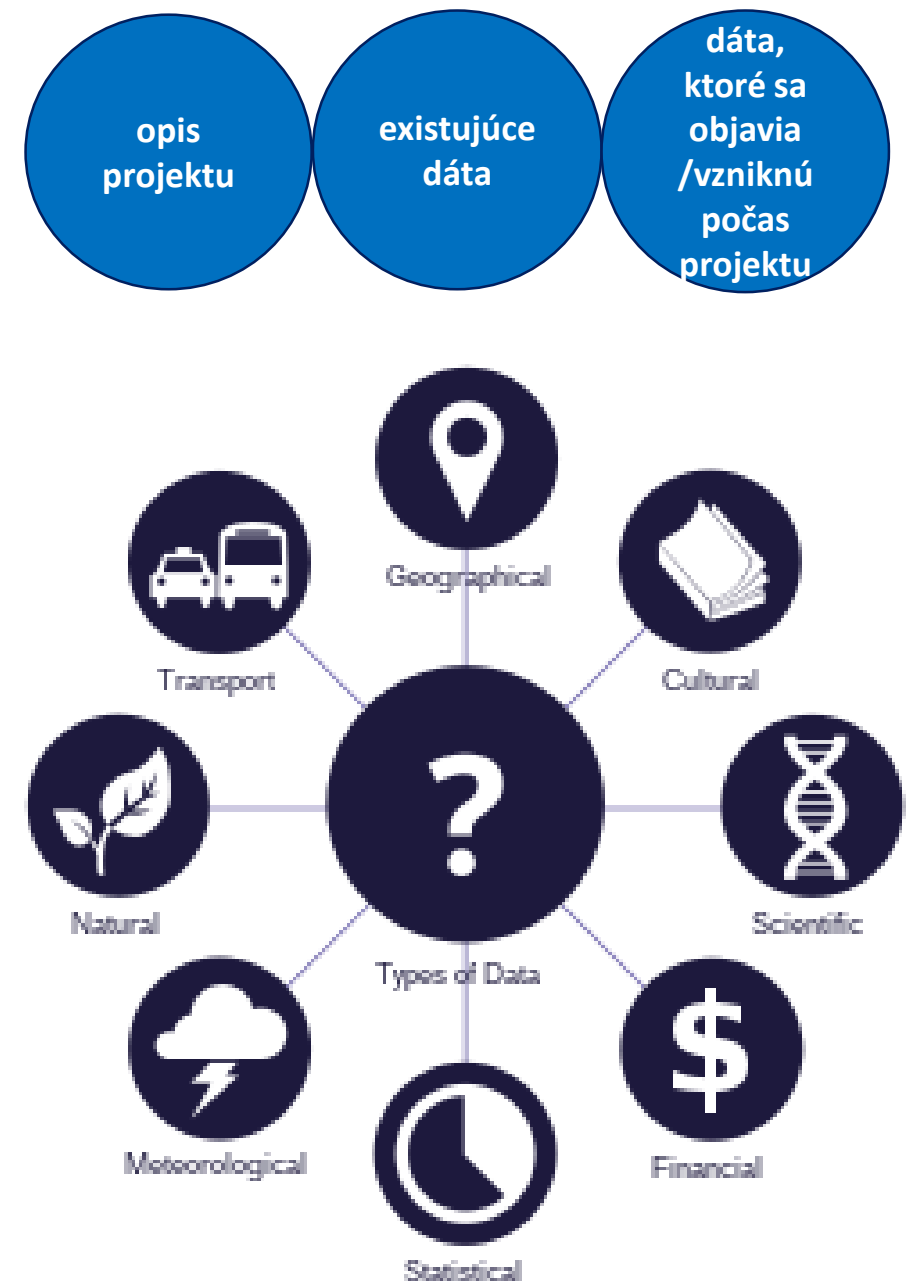 opis
projektu
existujúce
dáta
dáta,
ktoré sa
objavia
/vzniknú
počas
projektu
Geographical
Transport
Cultural
?
Natural
Scientific
Types of Data
$
Meteorological
Financial
Statistical